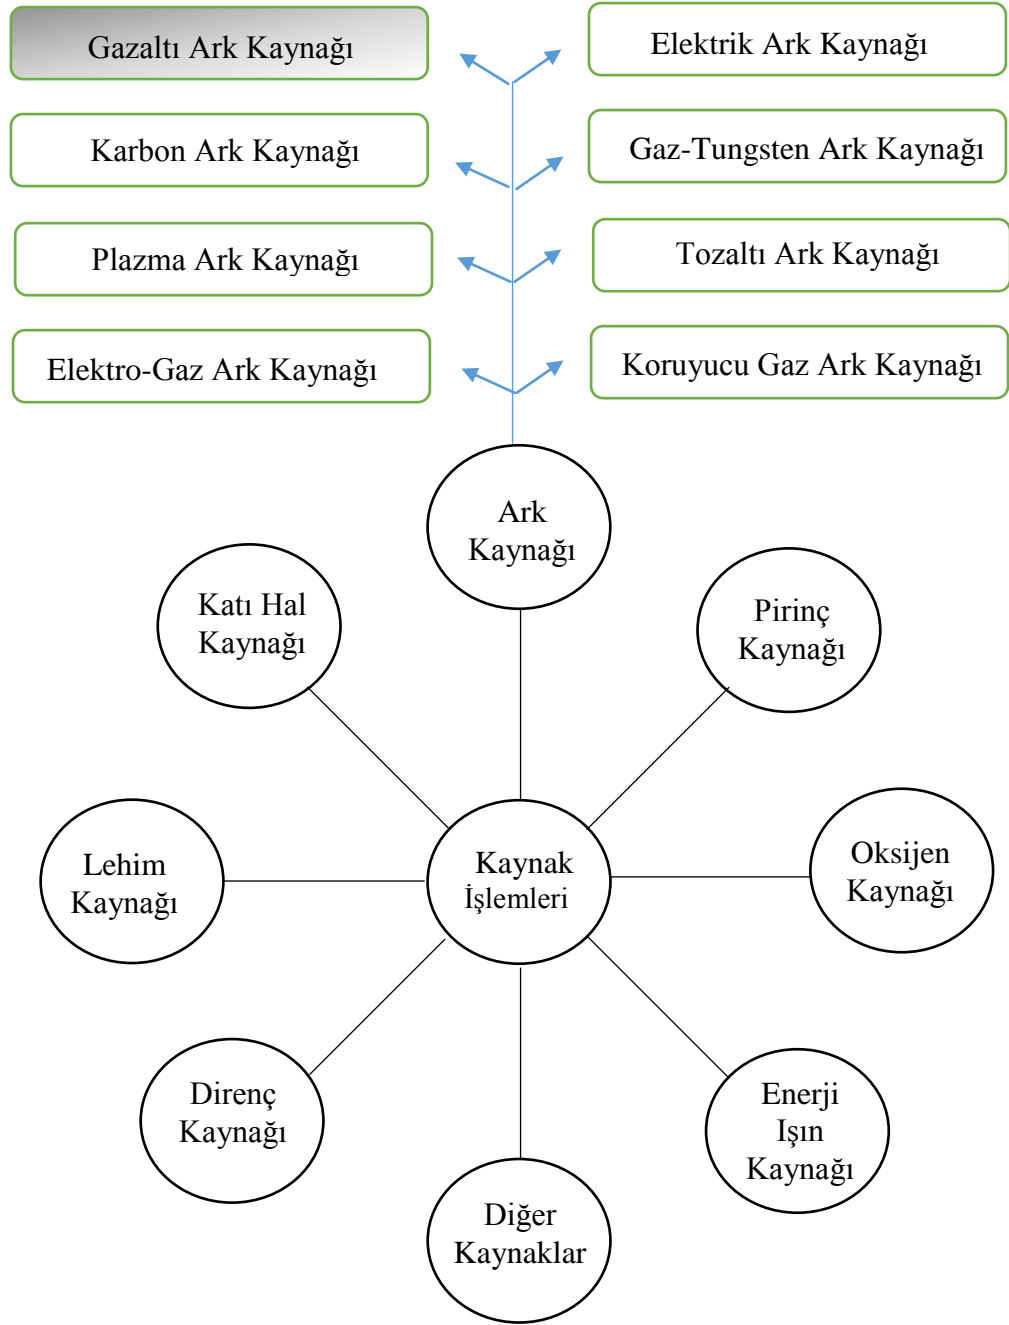 Gazaltı Ark Kaynağı
Elektrik Ark Kaynağı
Karbon Ark Kaynağı
Gaz-Tungsten Ark Kaynağı
Plazma Ark Kaynağı
Tozaltı Ark Kaynağı
Elektro-Gaz Ark Kaynağı
Koruyucu Gaz Ark Kaynağı
Ark
Kaynağı
Katı Hal
Kaynağı
Pirinç
Kaynağı
Lehim
Kaynağı
Kaynak
İşlemleri
Oksijen
Kaynağı
Direnç
Kaynağı
Enerji
Işın
Kaynağı
Diğer
Kaynaklar